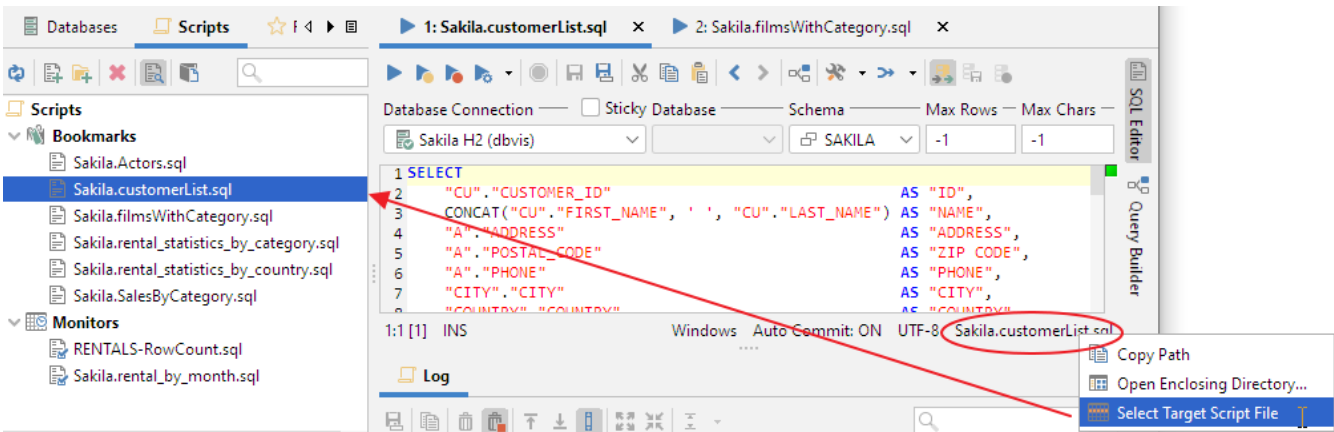 Databases
Scripts
1: Sakila.customerList.sql
2: Sakila.filmsWithCategory.sql
Scripts
Bookmarks
Sakila.Actors.sql
Sakila.customerList.sql
Sakila.filmsWithCategory.sql
Sakila.rental_statistics_by_category.sql
Sakila.rental_statistics_by_country.sql
Sakila.SalesByCategory.sql
Monitors
RENTALS-RowCount.sql
Sakila.rental_by_month.sql
Database Connection Sticky Database Schema Max Rows Max Chars
Sakila H2 (dbvis) SAKILA -1 -1
1 SELECT
2 "CU"."CUSTOMER_ID" AS "ID",
3 CONCAT("CU"."FIRST_NAME", ' ', "CU"."LAST_NAME") AS "NAME",
4 "A"."ADDRESS" AS "ADDRESS",
5 "A"."POSTAL_CODE" AS "ZIP CODE",
6 "A"."PHONE" AS "PHONE",
7 "CITY"."CITY" AS "CITY",
"COUNTRY"."COUNTRY" AS "COUNTRY"
1:1 [1] INS Windows Auto Commit: ON UTF-8 Sakila.customerList.sql
SQL Editor
Query Builder
Log
Copy Path
Open Enclosing Directory...
Select Target Script File